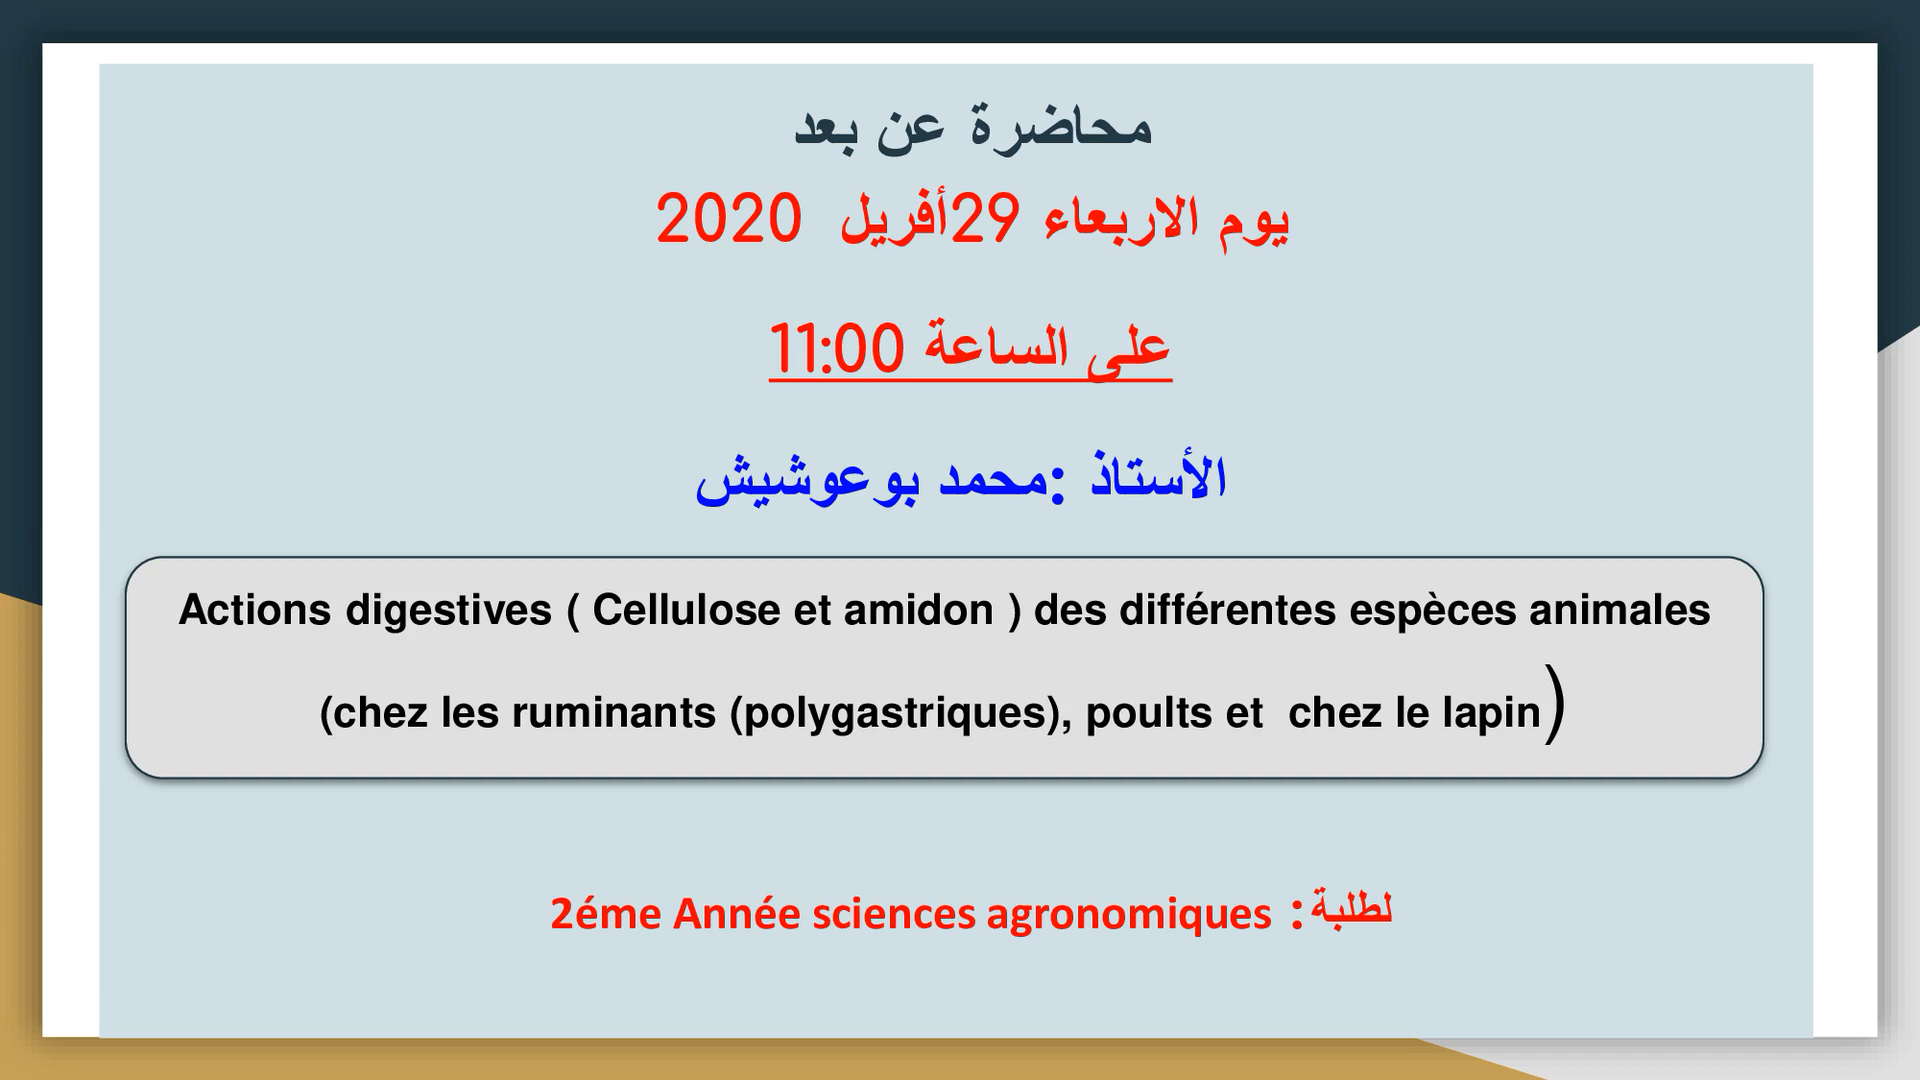 محاضرة عن بعد
يوم الاربعاء 29أفريل 2020
على الساعة 11:00
الأستاذ :محمد بوعوشيش
Actions digestives ( Cellulose et amidon ) des différentes espèces animales
(chez les ruminants (polygastriques), poults et chez le lapin)
لطلبة : 2éme Année sciences agronomiques